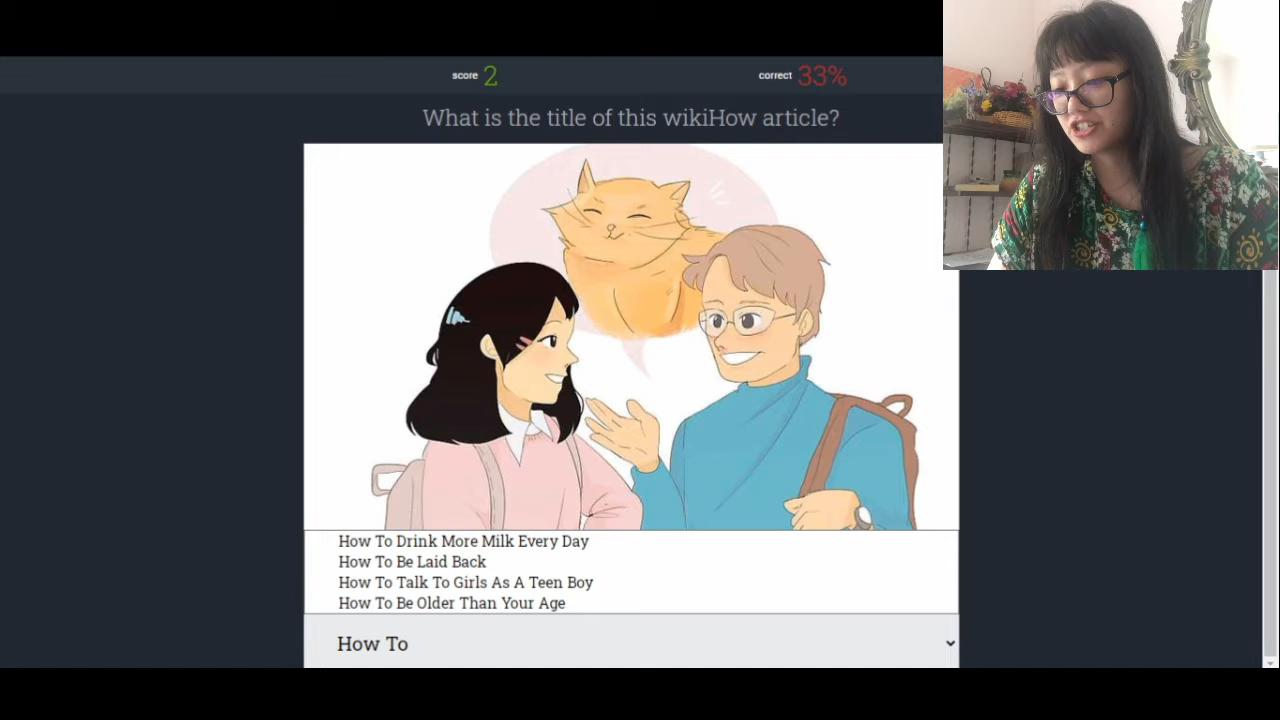 score 2 correct 33%
What is the title of this wikiHow article?
How To Drink More Milk Every Day
How To Be Laid Back
How To Talk To Girls As A Teen Boy
How To Be Older Than Your Age
How To